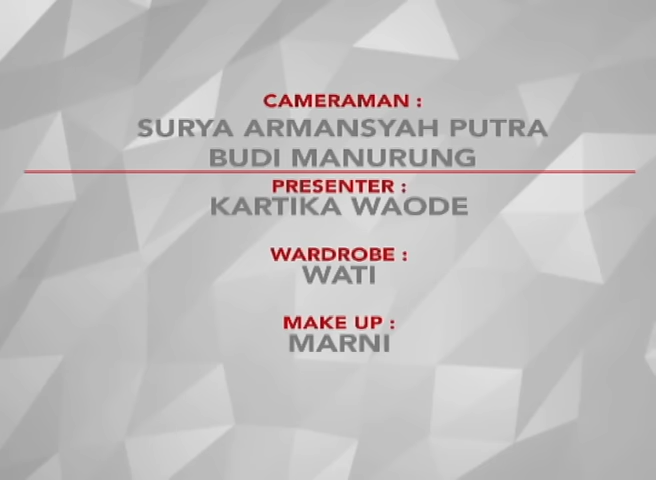 CAMERAMAN :
SURYA ARMANSYAH PUTRA
BUDI MANURUNG
PRESENTER :
KARTIKA WAODE
WARDROBE :
WATI
MAKE UP :
MARNI